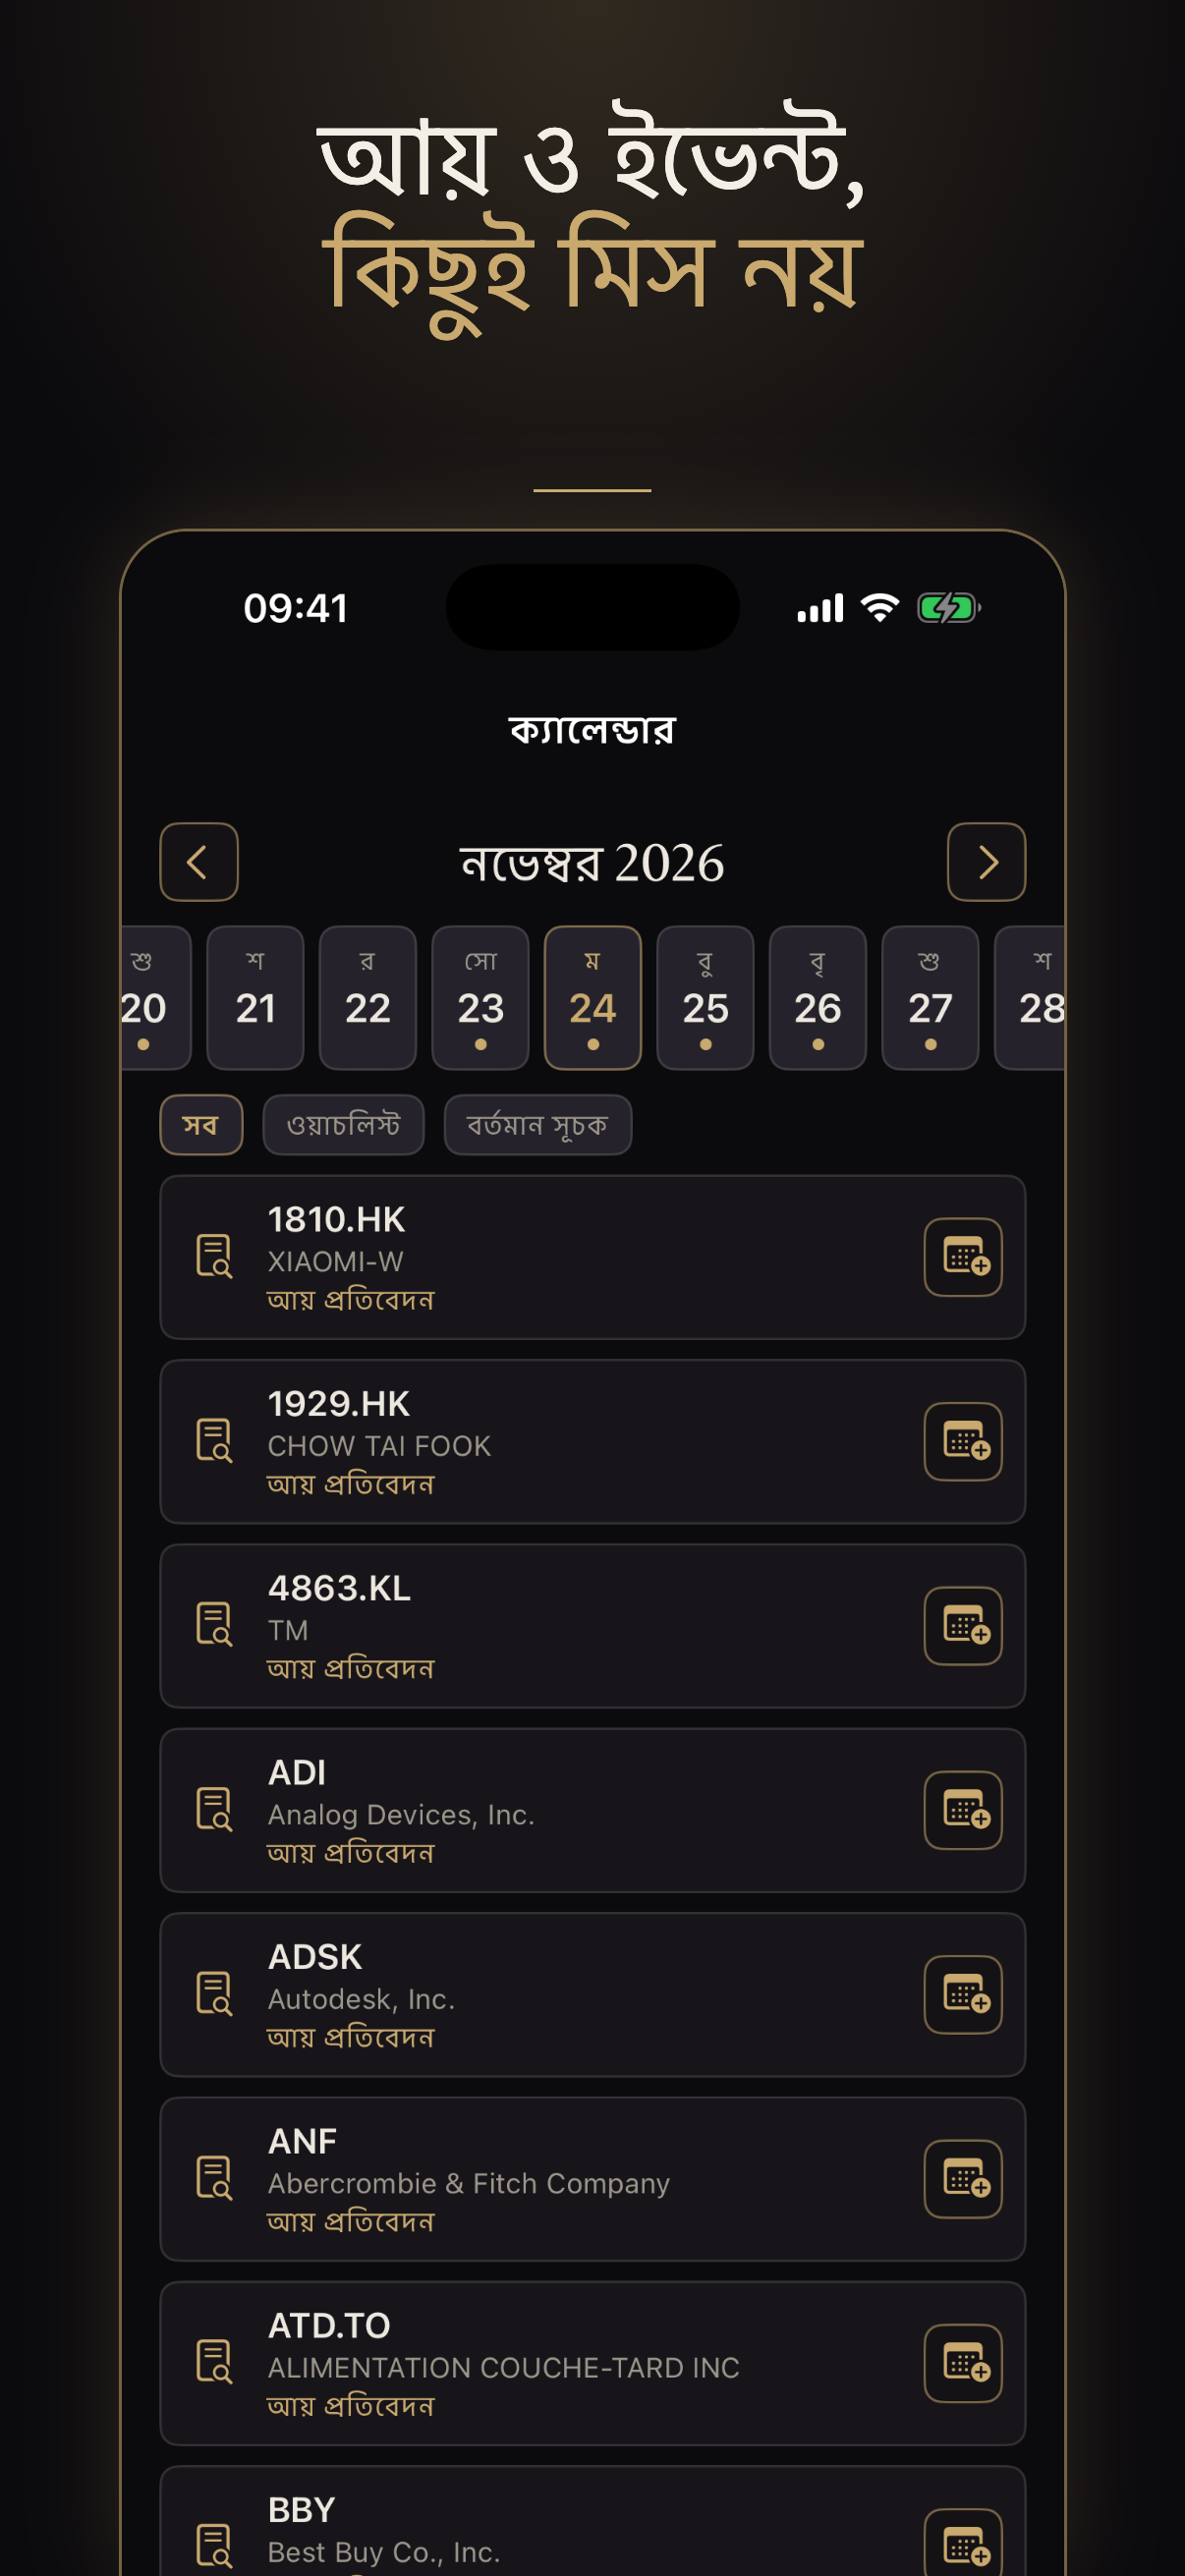 আয় ও ইভেন্ট,
কিছুই মিস নয়
09:41
ক্যালেন্ডার
নভেম্বর 2026
শু শ র সো ম বু বৃ শু শ
20 21 22 23 24 25 26 27 28
সব ওয়াচলিস্ট বর্তমান সূচক
1810.HK
XIAOMI-W
আয় প্রতিবেদন
1929.HK
CHOW TAI FOOK
আয় প্রতিবেদন
4863.KL
TM
আয় প্রতিবেদন
ADI
Analog Devices, Inc.
আয় প্রতিবেদন
ADSK
Autodesk, Inc.
আয় প্রতিবেদন
ANF
Abercrombie & Fitch Company
আয় প্রতিবেদন
ATD.TO
ALIMENTATION COUCHE-TARD INC
আয় প্রতিবেদন
BBY
Best Buy Co., Inc.